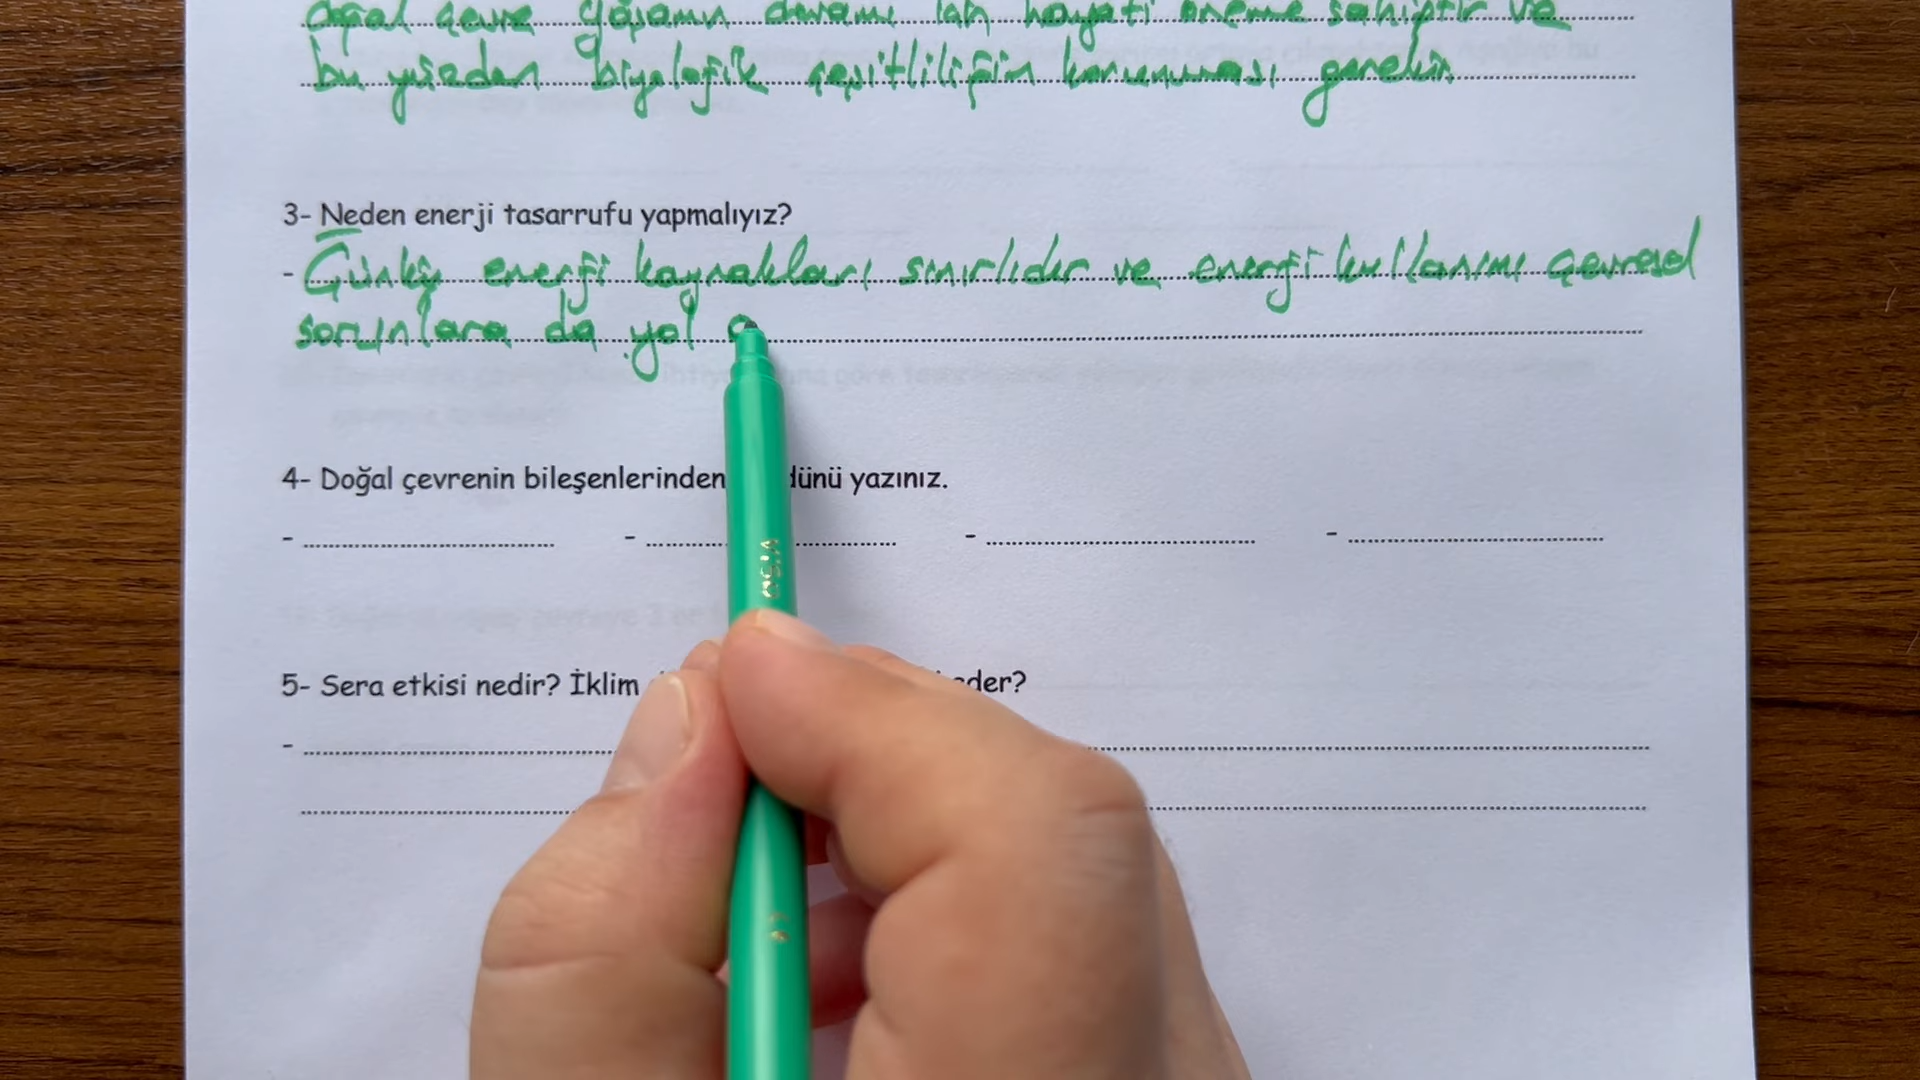 doğal çevre yaşamın devamı için hayati öneme sahiptir ve
bu yüzden biyolojik çeşitliliğin korunması gerekir
3- Neden enerji tasarrufu yapmalıyız?
- Çünkü enerji kaynakları sınırlıdır ve enerji kullanımı çevresel
sorunlara da yol
4- Doğal çevrenin bileşenlerinden dünü yazınız.
-
-
-
-
5- Sera etkisi nedir? İklim eder?
-
VISO